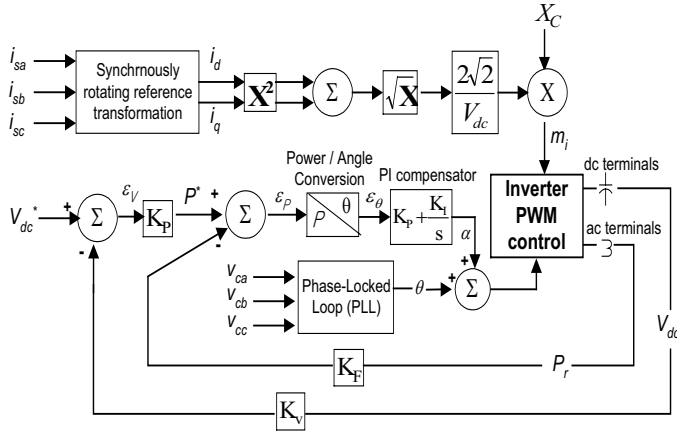 X_C
i_sa
i_sb
i_sc
Synchrnously
rotating reference
transformation
i_d
i_q
X²
Σ
√X
2√2
V_dc
X
m_i
Power / Angle
Conversion
PI compensator
dc terminals
Inverter
PWM
control
ac terminals
V_dc*
+
-
Σ
ε_V
K_P
P*
+
-
Σ
ε_ρ
ρ
θ
ε_θ
K_P + K_I
s
α
+
+
Σ
v_ca
v_cb
v_cc
Phase-Locked
Loop (PLL)
θ
V_dc
K_F
P_r
K_v